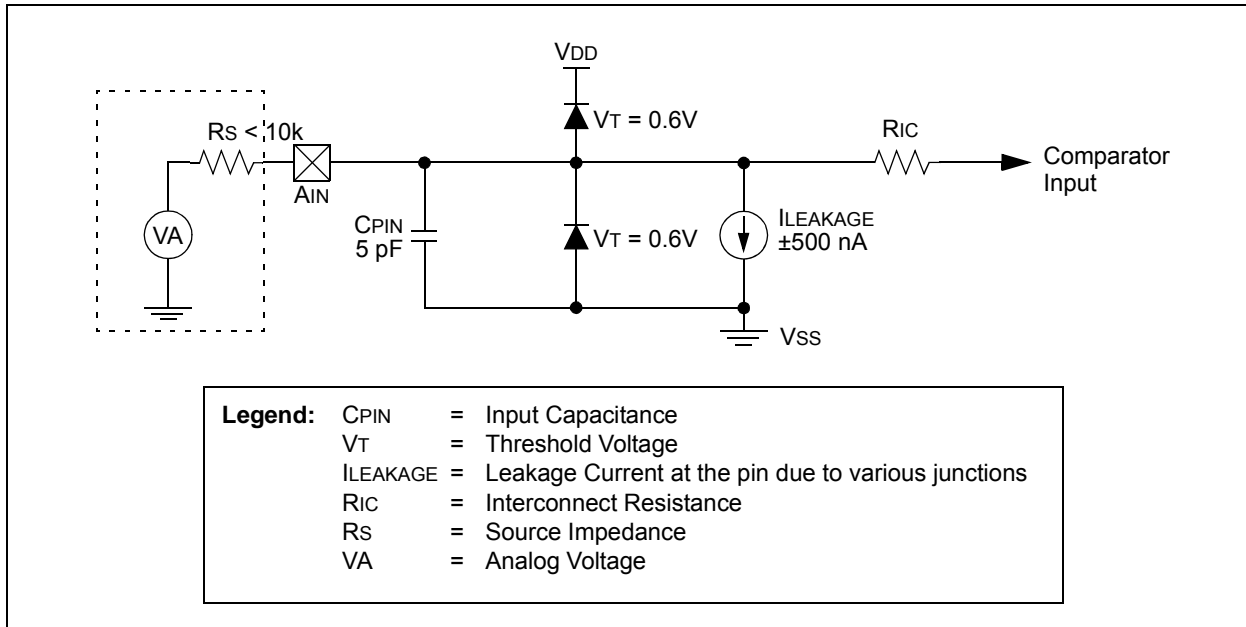 VDD
VT = 0.6V
RS < 10k
RIC
AIN
Comparator
Input
VA
CPIN
5 pF
VT = 0.6V
ILEAKAGE
±500 nA
VSS
Legend: CPIN = Input Capacitance
VT = Threshold Voltage
ILEAKAGE = Leakage Current at the pin due to various junctions
RIC = Interconnect Resistance
RS = Source Impedance
VA = Analog Voltage